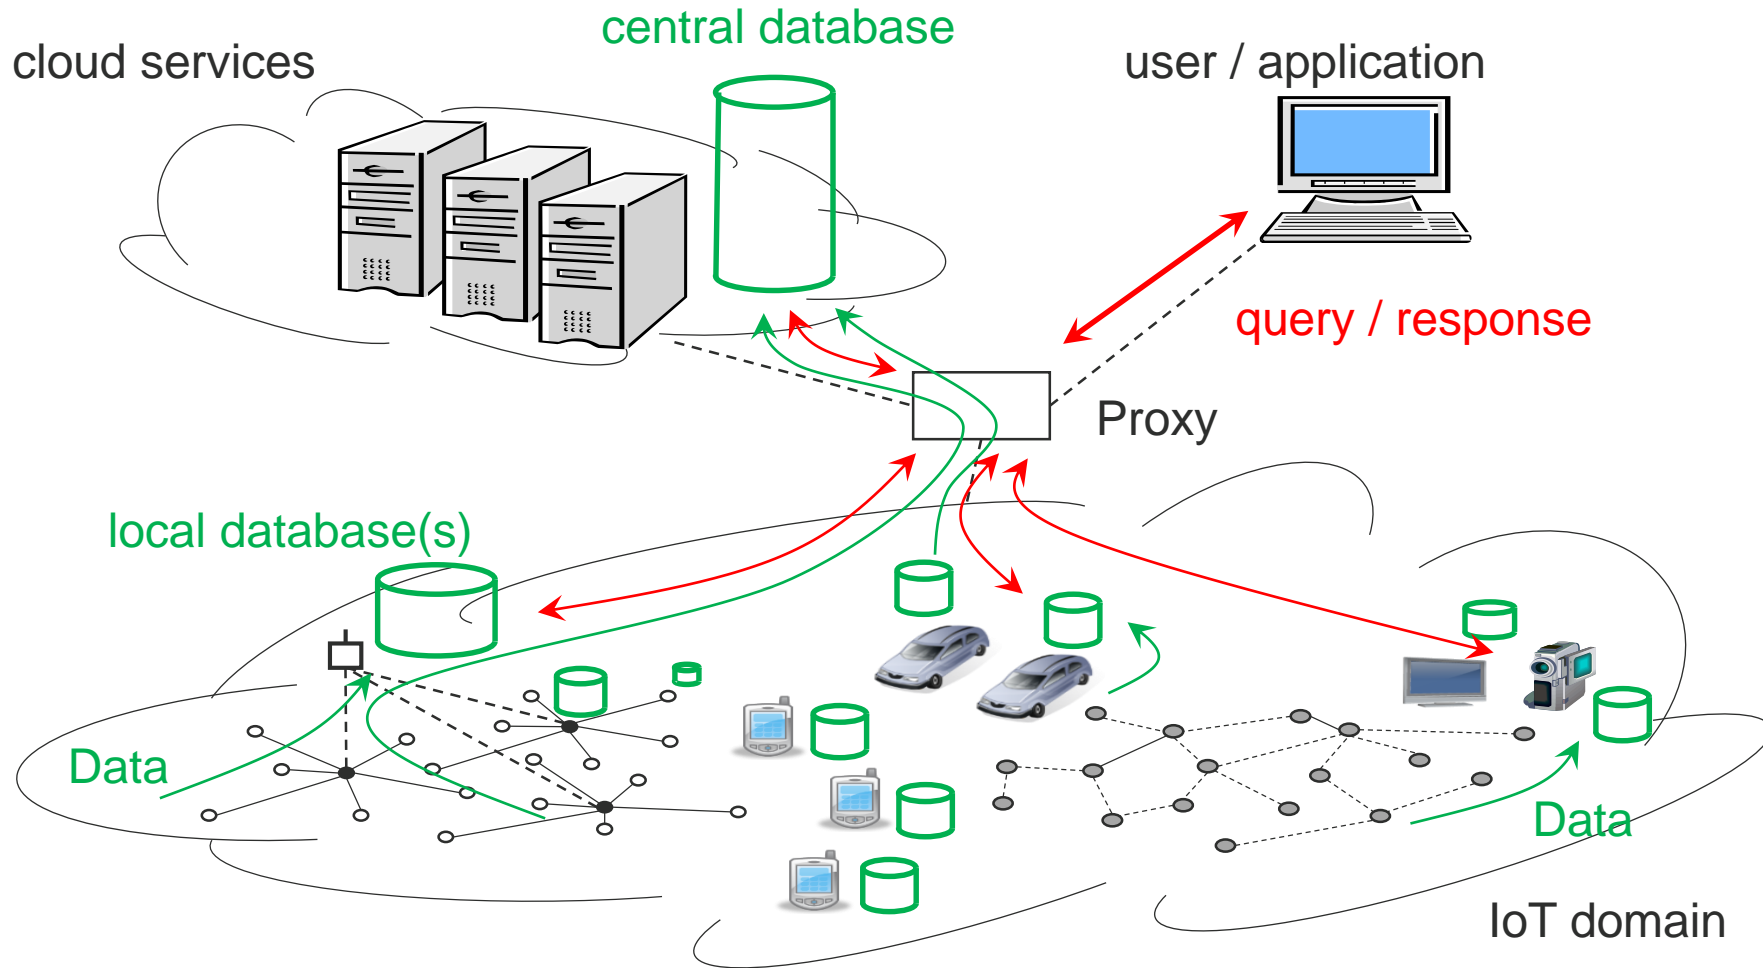 central database
cloud services
user / application
query / response
Proxy
local database(s)
Data
Data
IoT domain